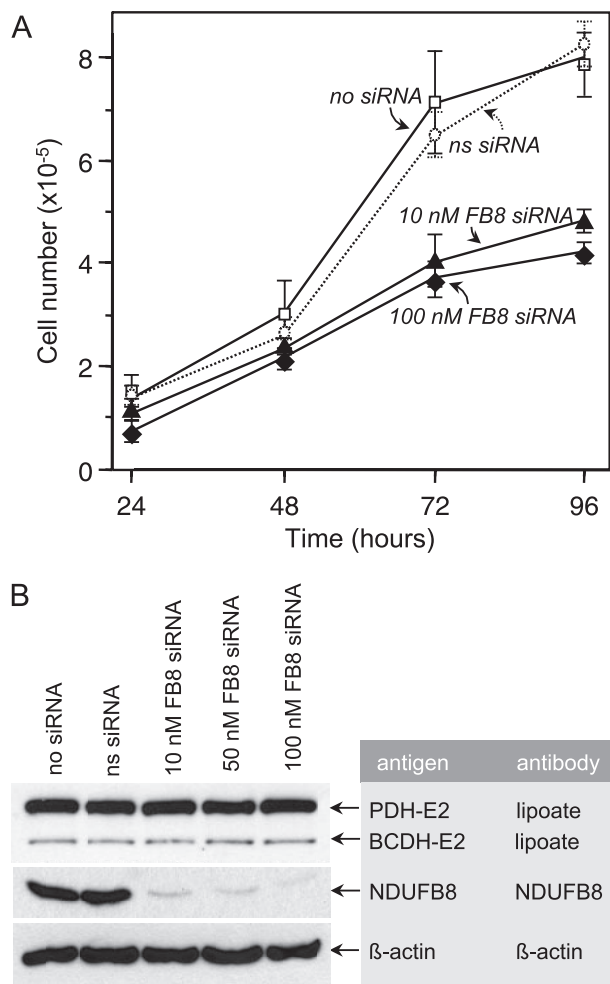 A
Cell number (x10⁻⁵)
8
6
4
2
0
no siRNA
ns siRNA
10 nM FB8 siRNA
100 nM FB8 siRNA
24 48 72 96
Time (hours)
B
no siRNA
ns siRNA
10 nM FB8 siRNA
50 nM FB8 siRNA
100 nM FB8 siRNA
antigen antibody
PDH-E2 lipoate
BCDH-E2 lipoate
NDUFB8 NDUFB8
ß-actin ß-actin